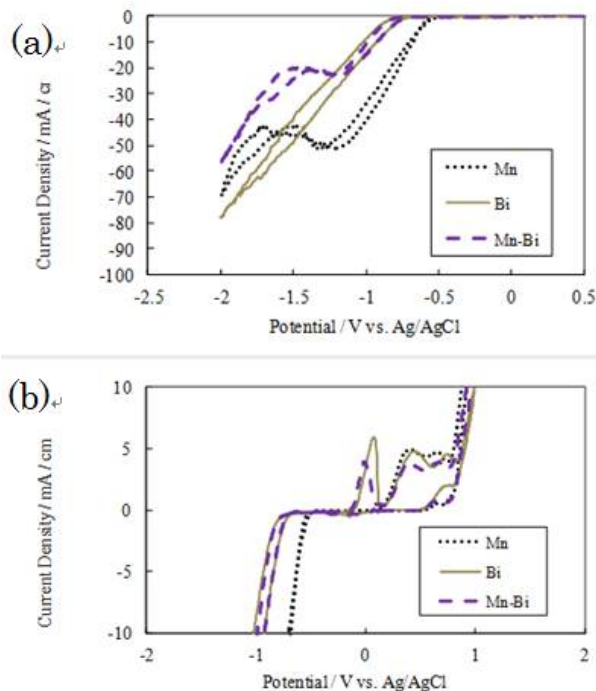 (a)↵
0
-10
-20
-30
-40
-50
-60
-70
-80
-90
-100
Current Density / mA / cr
Mn
Bi
Mn-Bi
-2.5 -2 -1.5 -1 -0.5 0 0.5
Potential / V vs. Ag/AgCl
(b)↵
10
5
0
-5
-10
Current Density / mA / cm
Mn
Bi
Mn-Bi
-2 -1 0 1 2
Potential / V vs. Ag/AgCl